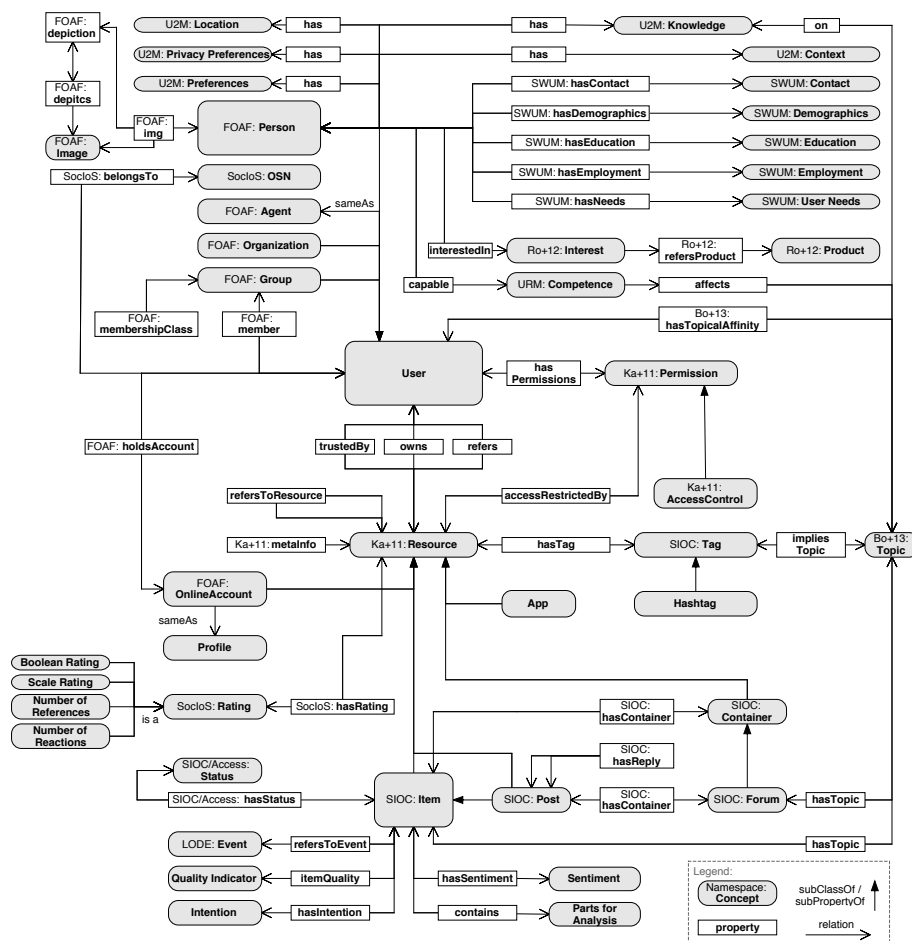 FOAF:
depiction
U2M: Location
has
has
U2M: Knowledge
on
U2M: Privacy Preferences
has
has
U2M: Context
FOAF:
depitcs
U2M: Preferences
has
SWUM: hasContact
SWUM: Contact
FOAF:
img
FOAF: Person
SWUM: hasDemographics
SWUM: Demographics
FOAF:
Image
SWUM: hasEducation
SWUM: Education
SocIoS: belongsTo
SocIoS: OSN
SWUM: hasEmployment
SWUM: Employment
FOAF: Agent
sameAs
SWUM: hasNeeds
SWUM: User Needs
FOAF: Organization
interestedIn
Ro+12: Interest
Ro+12:
refersProduct
Ro+12: Product
FOAF: Group
capable
URM: Competence
affects
FOAF:
membershipClass
FOAF:
member
Bo+13:
hasTopicalAffinity
User
has
Permissions
Ka+11: Permission
FOAF: holdsAccount
trustedBy
owns
refers
refersToResource
accessRestrictedBy
Ka+11:
AccessControl
Ka+11: metaInfo
Ka+11: Resource
hasTag
SIOC: Tag
implies
Topic
Bo+13:
Topic
FOAF:
OnlineAccount
App
Hashtag
sameAs
Profile
Boolean Rating
Scale Rating
Number of
References
Number of
Reactions
is a
SocIoS: Rating
SocIoS: hasRating
SIOC:
hasContainer
SIOC:
Container
SIOC/Access:
Status
SIOC:
hasReply
SIOC/Access: hasStatus
SIOC: Item
SIOC: Post
SIOC:
hasContainer
SIOC: Forum
hasTopic
LODE: Event
refersToEvent
hasTopic
Quality Indicator
itemQuality
hasSentiment
Sentiment
Intention
hasIntention
contains
Parts for
Analysis
Legend:
Namespace:
Concept
subClassOf /
subPropertyOf
property
relation